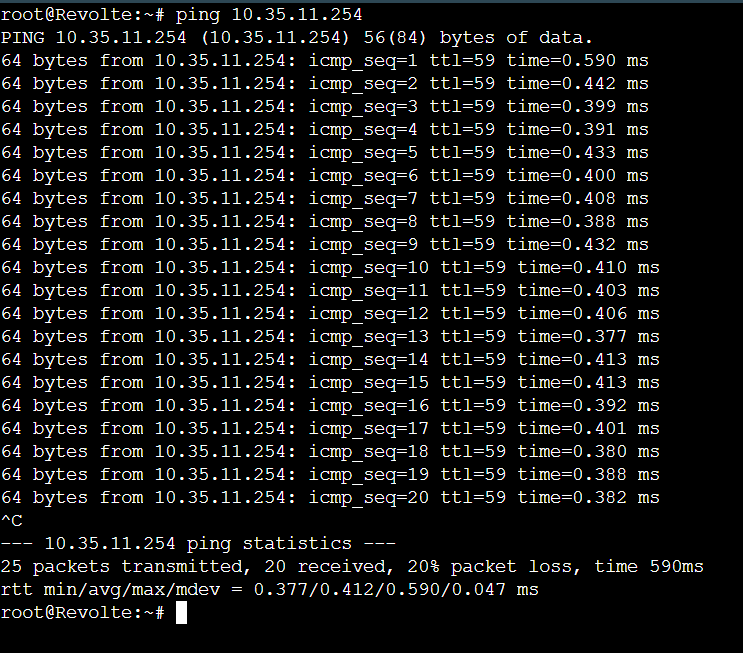 root@Revolte:~# ping 10.35.11.254
PING 10.35.11.254 (10.35.11.254) 56(84) bytes of data.
64 bytes from 10.35.11.254: icmp_seq=1 ttl=59 time=0.590 ms
64 bytes from 10.35.11.254: icmp_seq=2 ttl=59 time=0.442 ms
64 bytes from 10.35.11.254: icmp_seq=3 ttl=59 time=0.399 ms
64 bytes from 10.35.11.254: icmp_seq=4 ttl=59 time=0.391 ms
64 bytes from 10.35.11.254: icmp_seq=5 ttl=59 time=0.433 ms
64 bytes from 10.35.11.254: icmp_seq=6 ttl=59 time=0.400 ms
64 bytes from 10.35.11.254: icmp_seq=7 ttl=59 time=0.408 ms
64 bytes from 10.35.11.254: icmp_seq=8 ttl=59 time=0.388 ms
64 bytes from 10.35.11.254: icmp_seq=9 ttl=59 time=0.432 ms
64 bytes from 10.35.11.254: icmp_seq=10 ttl=59 time=0.410 ms
64 bytes from 10.35.11.254: icmp_seq=11 ttl=59 time=0.403 ms
64 bytes from 10.35.11.254: icmp_seq=12 ttl=59 time=0.406 ms
64 bytes from 10.35.11.254: icmp_seq=13 ttl=59 time=0.377 ms
64 bytes from 10.35.11.254: icmp_seq=14 ttl=59 time=0.413 ms
64 bytes from 10.35.11.254: icmp_seq=15 ttl=59 time=0.413 ms
64 bytes from 10.35.11.254: icmp_seq=16 ttl=59 time=0.392 ms
64 bytes from 10.35.11.254: icmp_seq=17 ttl=59 time=0.401 ms
64 bytes from 10.35.11.254: icmp_seq=18 ttl=59 time=0.380 ms
64 bytes from 10.35.11.254: icmp_seq=19 ttl=59 time=0.388 ms
64 bytes from 10.35.11.254: icmp_seq=20 ttl=59 time=0.382 ms
^C
--- 10.35.11.254 ping statistics ---
25 packets transmitted, 20 received, 20% packet loss, time 590ms
rtt min/avg/max/mdev = 0.377/0.412/0.590/0.047 ms
root@Revolte:~#